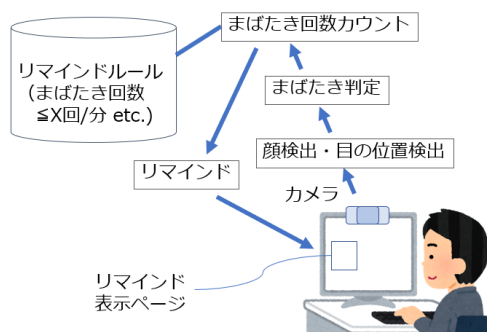 まばたき回数カウント
リマインドルール
(まばたき回数
≦X回/分 etc.)
まばたき判定
顔検出・目の位置検出
リマインド
カメラ
リマインド
表示ページ